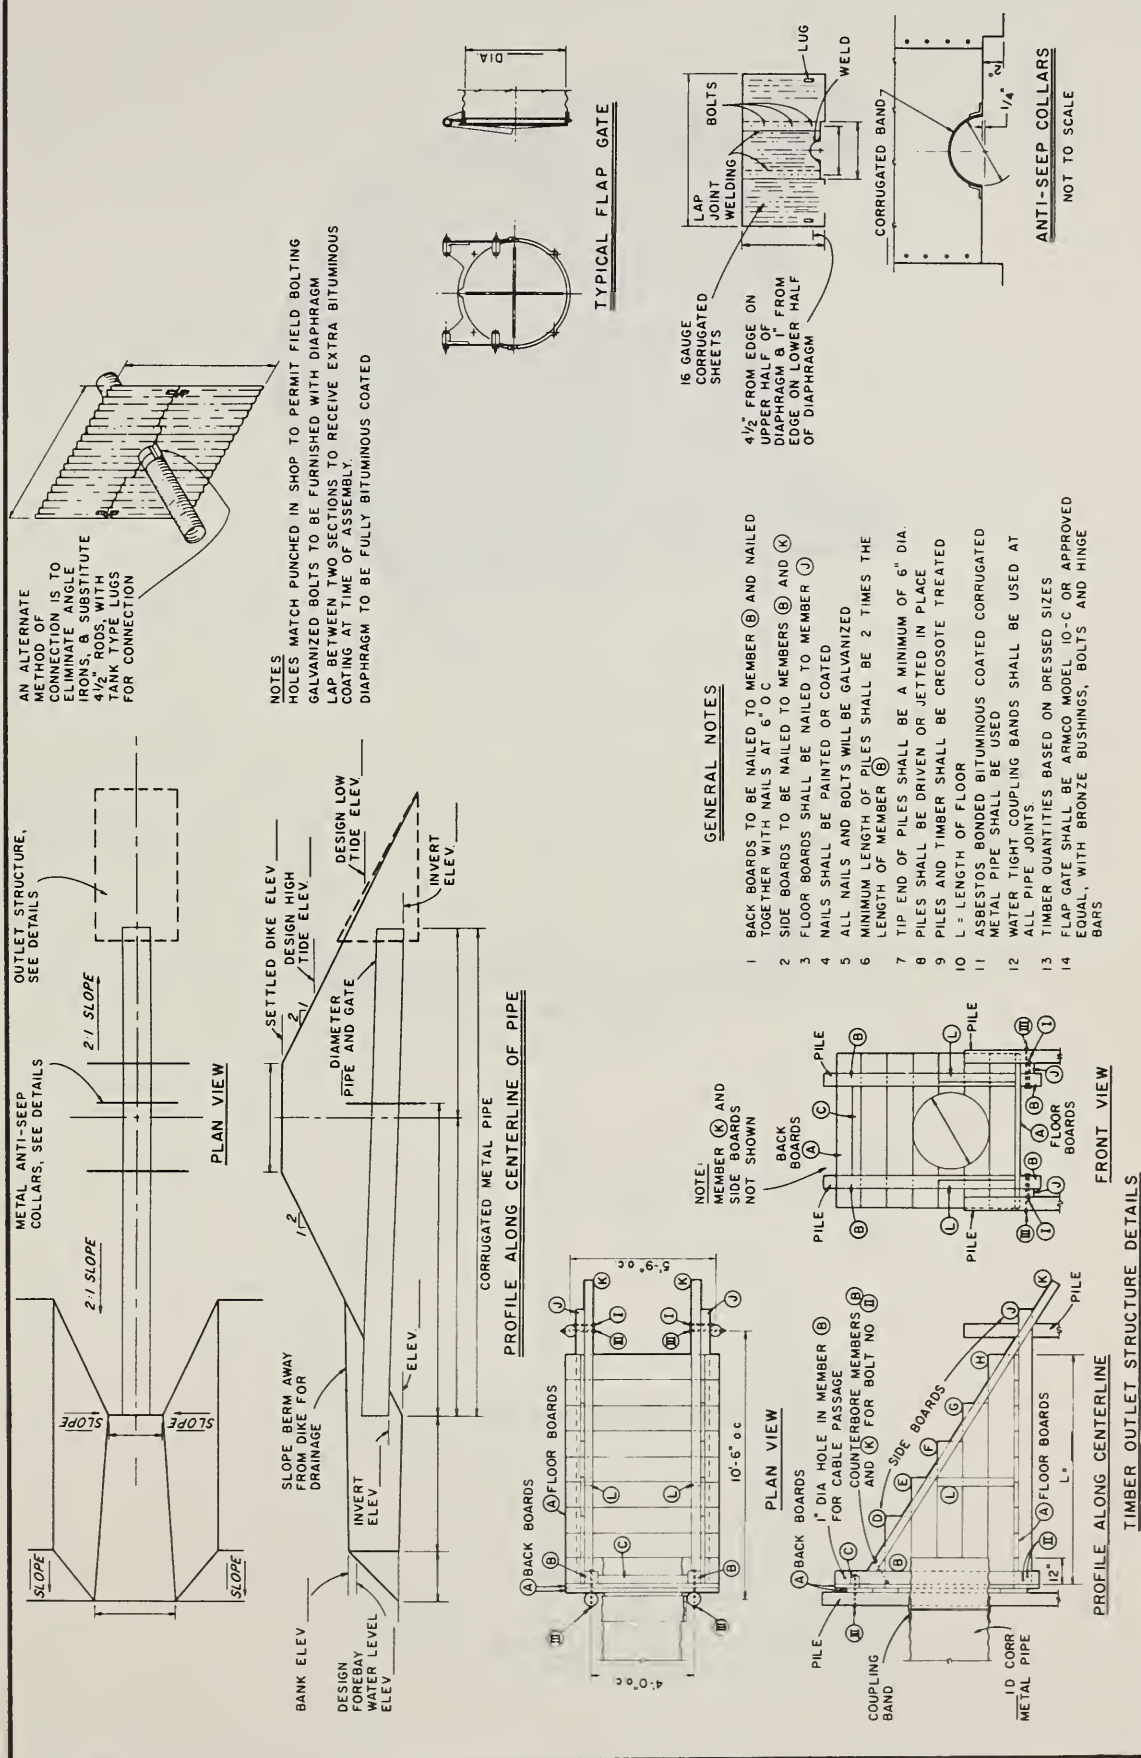 METAL ANTI-SEEP
COLLARS, SEE DETAILS
OUTLET STRUCTURE,
SEE DETAILS
2:1 SLOPE
2:1 SLOPE
SLOPE
SLOPE
SLOPE
SLOPE
PLAN VIEW
AN ALTERNATE
METHOD OF
CONNECTION IS TO
ELIMINATE ANGLE
IRONS, & SUBSTITUTE
4½" RODS, WITH
TANK TYPE LUGS
FOR CONNECTION
NOTES
HOLES MATCH PUNCHED IN SHOP TO PERMIT FIELD BOLTING
GALVANIZED BOLTS TO BE FURNISHED WITH DIAPHRAGM
LAP BETWEEN TWO SECTIONS TO RECEIVE EXTRA BITUMINOUS
COATING AT TIME OF ASSEMBLY.
DIAPHRAGM TO BE FULLY BITUMINOUS COATED
BANK ELEV
DESIGN
FOREBAY
WATER LEVEL
ELEV
SLOPE BERM AWAY
FROM DIKE FOR
DRAINAGE
INVERT
ELEV
ELEV.
1
2
SETTLED DIKE ELEV
DESIGN HIGH
TIDE ELEV.
2
1
DESIGN LOW
TIDE ELEV.
DIAMETER
PIPE AND GATE
INVERT
ELEV.
CORRUGATED METAL PIPE
PROFILE ALONG CENTERLINE OF PIPE
DIA.
TYPICAL FLAP GATE
16 GAUGE
CORRUGATED
SHEETS
LAP
JOINT
WELDING
BOLTS
LUG
WELD
4½" FROM EDGE ON
UPPER HALF OF
DIAPHRAGM & 1" FROM
EDGE ON LOWER HALF
OF DIAPHRAGM
CORRUGATED BAND
2"
1/4"
ANTI-SEEP COLLARS
NOT TO SCALE
GENERAL NOTES
1 BACK BOARDS TO BE NAILED TO MEMBER B AND NAILED
TOGETHER WITH NAILS AT 6" O C
2 SIDE BOARDS TO BE NAILED TO MEMBERS B AND K
3 FLOOR BOARDS SHALL BE NAILED TO MEMBER J
4 NAILS SHALL BE PAINTED OR COATED
5 ALL NAILS AND BOLTS WILL BE GALVANIZED
6 MINIMUM LENGTH OF PILES SHALL BE 2 TIMES THE
LENGTH OF MEMBER B
7 TIP END OF PILES SHALL BE A MINIMUM OF 6" DIA.
8 PILES SHALL BE DRIVEN OR JETTED IN PLACE
9 PILES AND TIMBER SHALL BE CREOSOTE TREATED
10 L = LENGTH OF FLOOR
11 ASBESTOS BONDED BITUMINOUS COATED CORRUGATED
METAL PIPE SHALL BE USED
12 WATER TIGHT COUPLING BANDS SHALL BE USED AT
ALL PIPE JOINTS.
13 TIMBER QUANTITIES BASED ON DRESSED SIZES
14 FLAP GATE SHALL BE ARMCO MODEL 10-C OR APPROVED
EQUAL, WITH BRONZE BUSHINGS, BOLTS AND HINGE
BARS
A BACK BOARDS
B
C
A FLOOR BOARDS
L
L
J
K
K
J
I
II
I
III
B
III
III
4'-0" o.c
5'-9" o.c.
10'-6" o.c
PLAN VIEW
NOTE:
MEMBER K AND
SIDE BOARDS
NOT SHOWN
BACK
BOARDS
A
PILE
PILE
PILE
PILE
B
B
C
L
L
III
I
J
B
A
FLOOR
BOARDS
B
J
I
III
FRONT VIEW
PILE
A BACK BOARDS
1" DIA HOLE IN MEMBER B
FOR CABLE PASSAGE
COUNTERBORE MEMBERS B
AND K FOR BOLT NO II
C
B
D
SIDE BOARDS
E
F
G
H
J
K
L
PILE
A FLOOR BOARDS
II
L=
12"
COUPLING
BAND
I D CORR
METAL PIPE
PROFILE ALONG CENTERLINE
TIMBER OUTLET STRUCTURE DETAILS